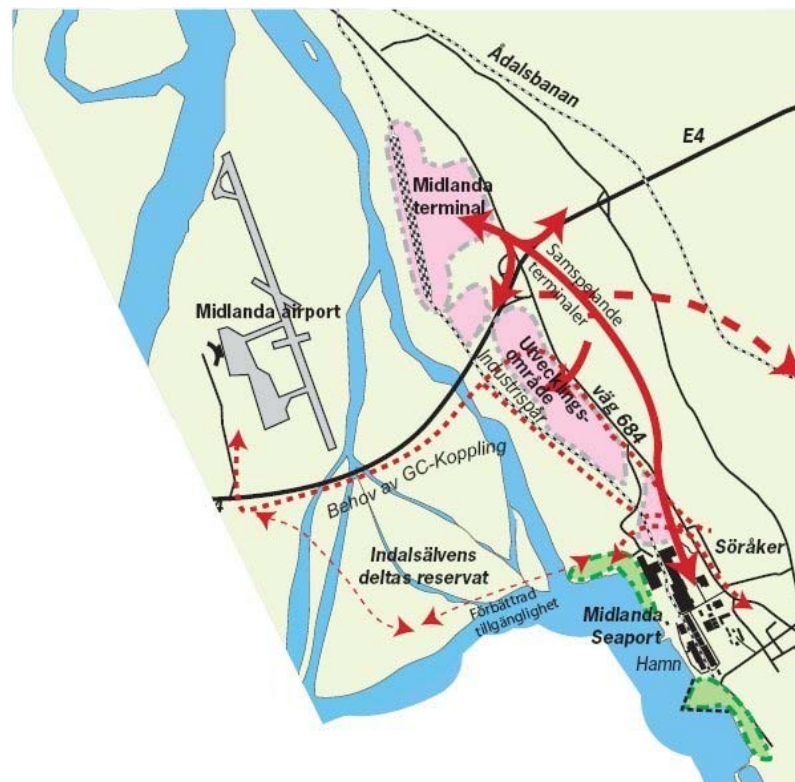 Ådalsbanan
E4
Midlanda
terminal
Samspelande
terminaler
Midlanda airport
Utvecklings-
område
Industrispår
väg 684
Behov av GC-Koppling
4
Indalsälvens
deltas reservat
Söråker
Förbättrad
tillgänglighet
Midlanda
Seaport
Hamn